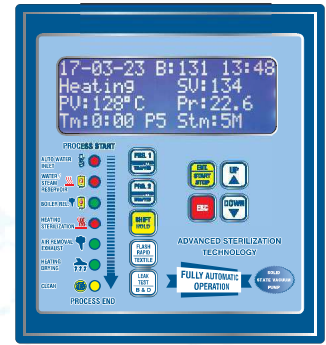 17-03-23 B:131 13:48
Heating SV:134
PV:128°C Pr:22.6
Tm:0:00 P5 Stm:5M
PROCESS START
AUTO WATER
INLET
WATER
STEAM
RESERVOIR
BOILER REL.
HEATING
STERILIZATION
AIR REMOVAL
EXHAUST
HEATING
DRYING
CLEAN
PROCESS END
PRG. 1
PRG. 2
SHIFT
HOLD
FLASH
RAPID
TEXTILE
LEAK
TEST
B & D
ENT.
START
STOP
UP
ESC
DOWN
ADVANCED STERILIZATION
TECHNOLOGY
FULLY AUTOMATIC
OPERATION
SOLID
STATE VACUUM
PUMP